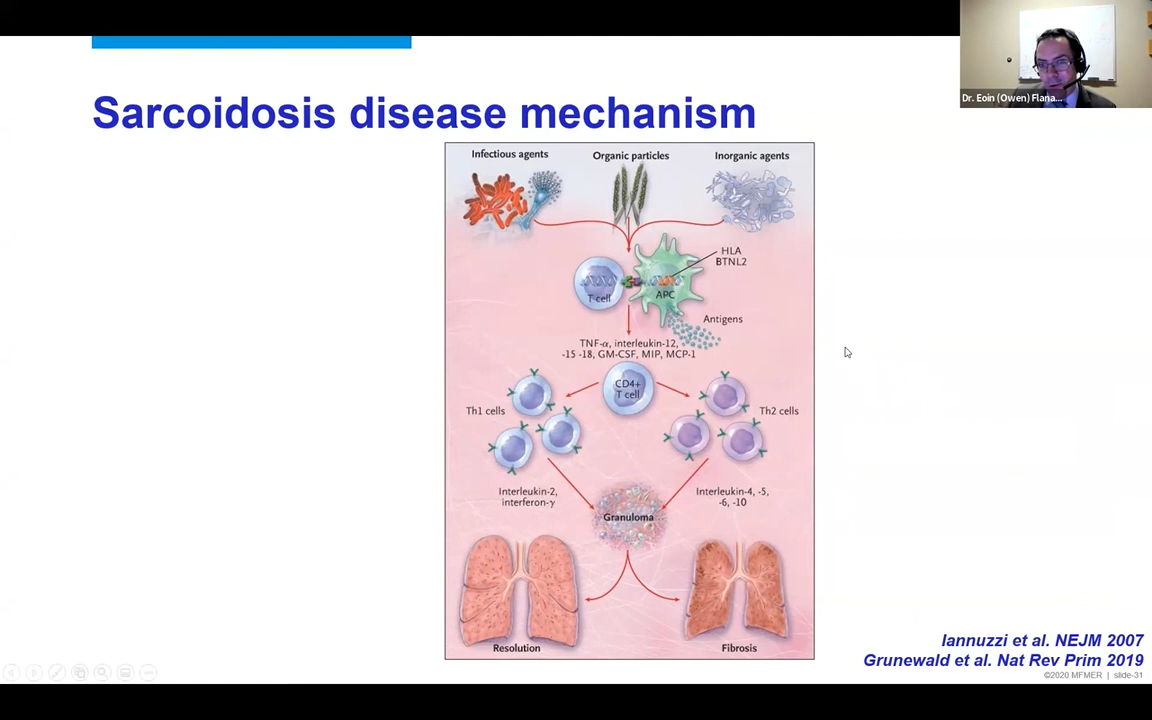 Dr. Eoin (Owen) Flana...
Sarcoidosis disease mechanism
Infectious agents
Organic particles
Inorganic agents
HLA
BTNL2
T cell
APC
Antigens
TNF-α, interleukin-12,
-15 -18, GM-CSF, MIP, MCP-1
CD4+
T cell
Th1 cells
Th2 cells
Interleukin-2,
interferon-γ
Interleukin-4, -5,
-6, -10
Granuloma
Resolution
Fibrosis
Iannuzzi et al. NEJM 2007
Grunewald et al. Nat Rev Prim 2019
©2020 MFMER | slide-31